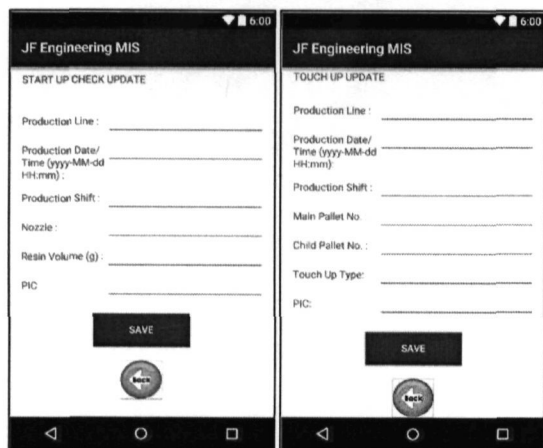 6:00
JF Engineering MIS
START UP CHECK UPDATE
Production Line :
Production Date/
Time (yyyy-MM-dd
HH:mm) :
Production Shift :
Nozzle :
Resin Volume (g) :
PIC
SAVE
Back
6:00
JF Engineering MIS
TOUCH UP UPDATE
Production Line :
Production Date/
Time (yyyy-MM-dd
HH:mm):
Production Shift :
Main Pallet No.
Child Pallet No. :
Touch Up Type:
PIC:
SAVE
Back